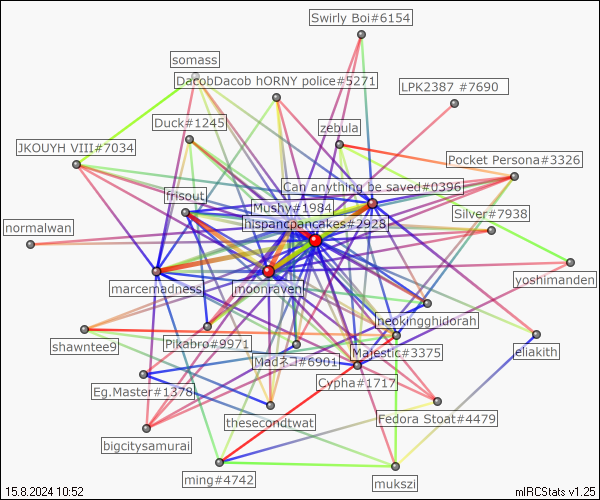 Swirly Boi#6154
somass
DacobDacob hORNY police#5271
LPK2387 #7690
Duck#1245
zebula
JKOUYH VIII#7034
Pocket Persona#3326
frisout
Can anything be saved#0396
Mushy#1984
Silver#7938
normalwan
hispancpancakes#2928
marcemadness
moonraven
yoshimanden
neokingghidorah
shawntee9
Pikabro#9971
Majestic#3375
eliakith
Madネコ#6901
Eg.Master#1378
Cypha#1717
thesecondtwat
Fedora Stoat#4479
bigcitysamurai
ming#4742
mukszi
15.8.2024 10:52
mIRCStats v1.25